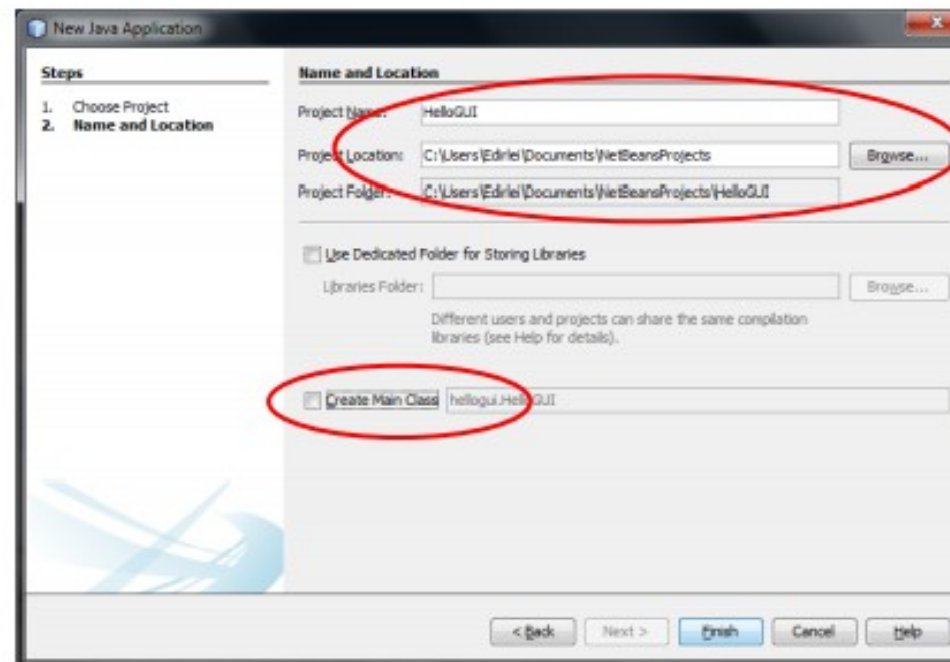 New Java Application
Steps
1. Choose Project
2. Name and Location
Name and Location
Project Name: HelloGUI
Project Location: C:\Users\Edirlei\Documents\NetBeansProjects Browse...
Project Folder: C:\Users\Edirlei\Documents\NetBeansProjects\HelloGUI
Use Dedicated Folder for Storing Libraries
Libraries Folder: Browse...
Different users and projects can share the same compilation
libraries (see Help for details).
Create Main Class hellogui.HelloGUI
< Back Next > Finish Cancel Help